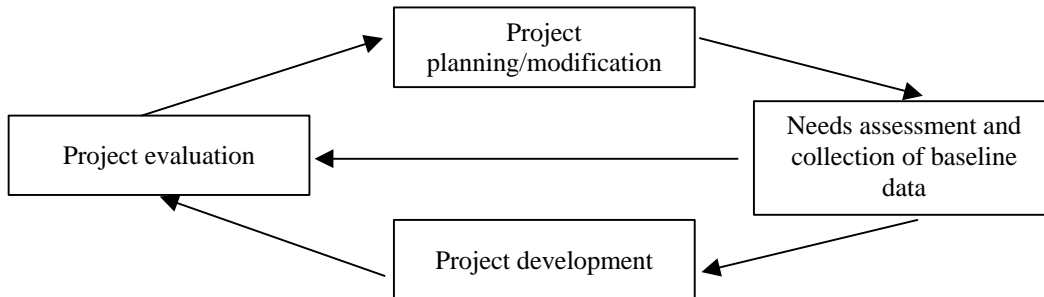 Project
planning/modification
Needs assessment and
collection of baseline
data
Project evaluation
Project development